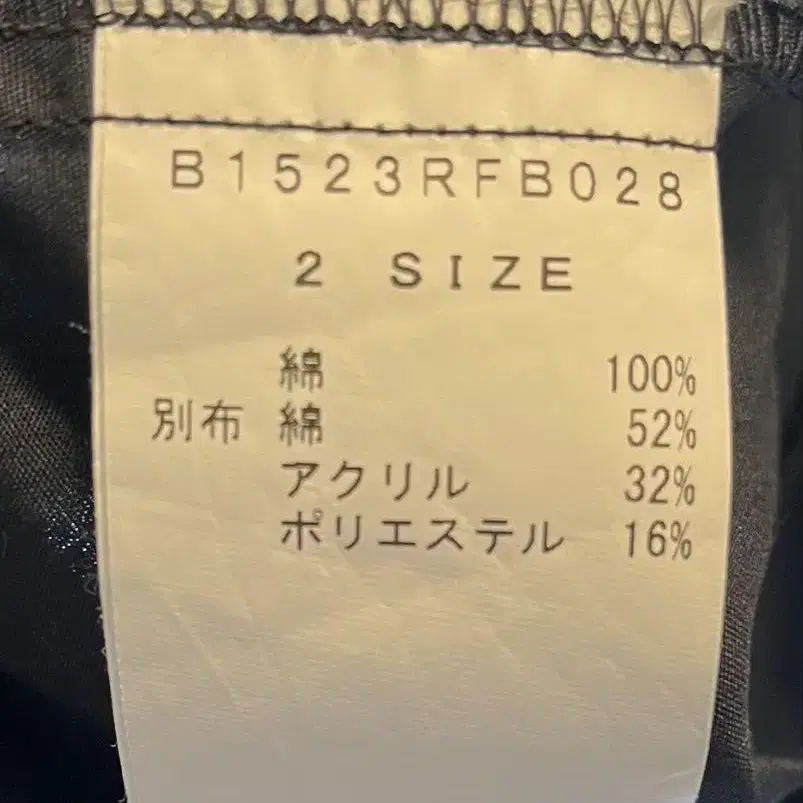 B1523RFB028
2 SIZE
綿 100%
別布 綿 52%
アクリル 32%
ポリエステル 16%